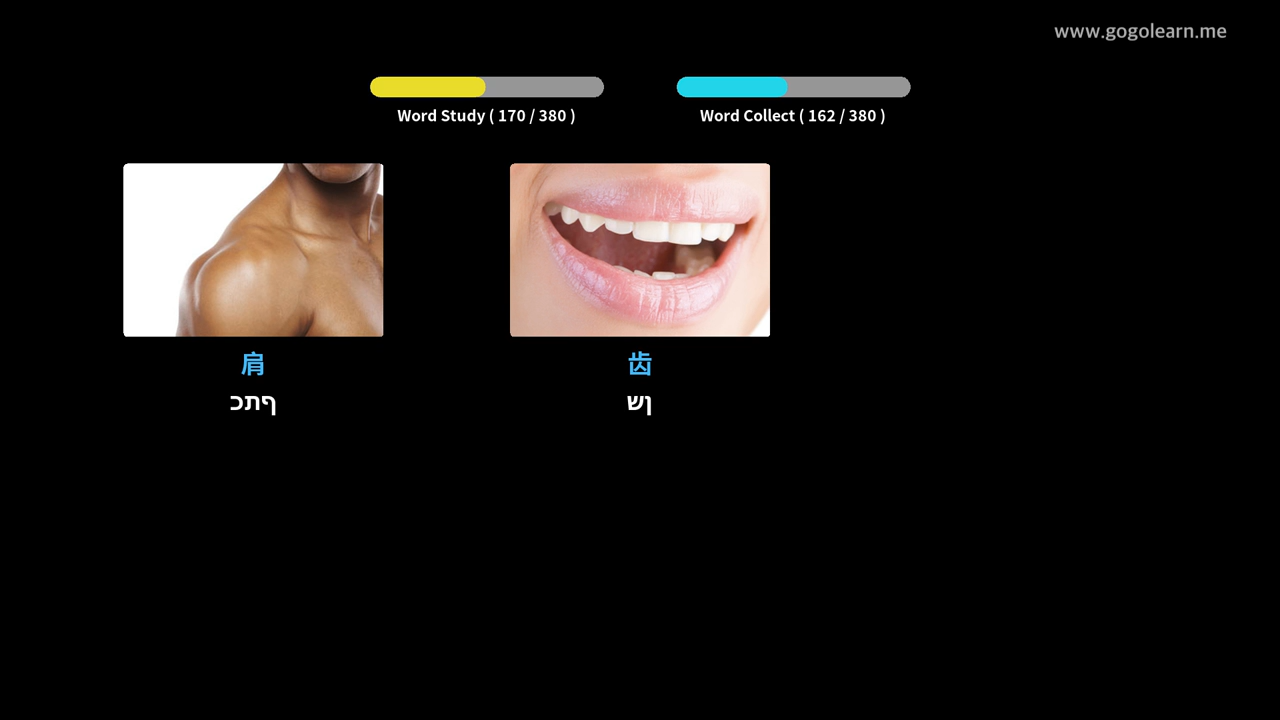 www.gogolearn.me
Word Study ( 170 / 380 )
Word Collect ( 162 / 380 )
肩
כתף
齿
שן